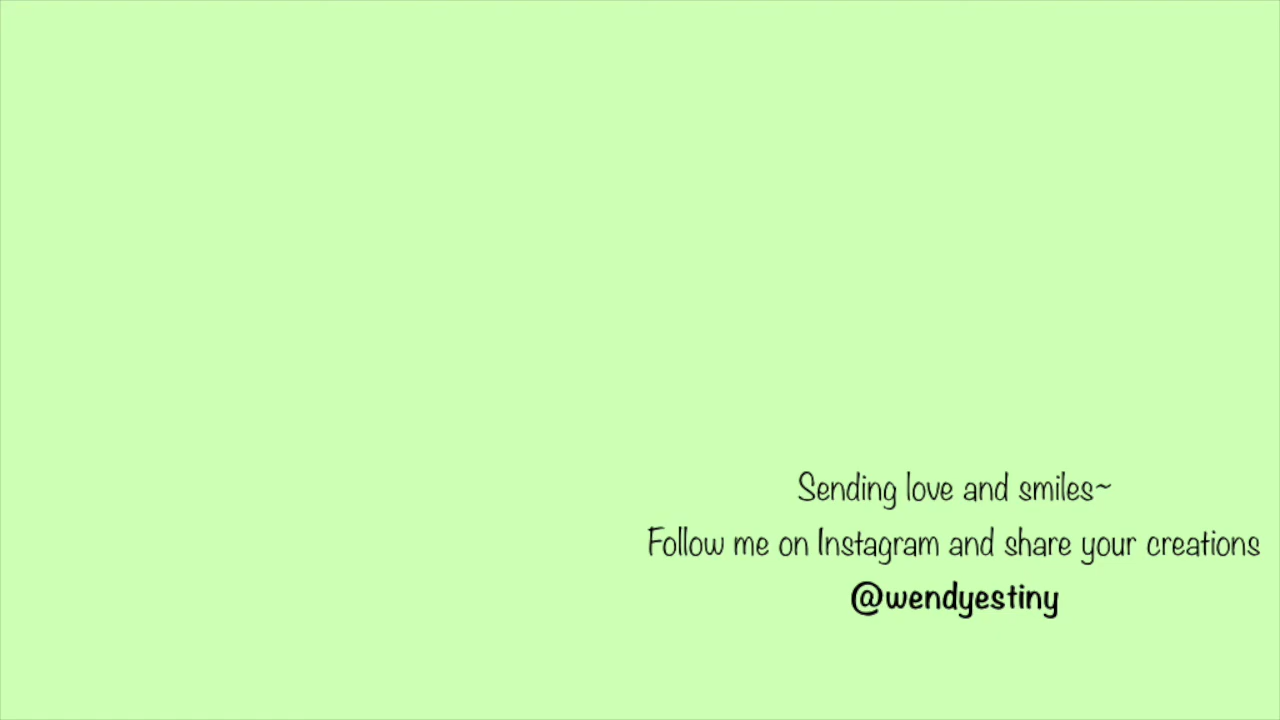 Sending love and smiles~
Follow me on Instagram and share your creations
@wendyestiny